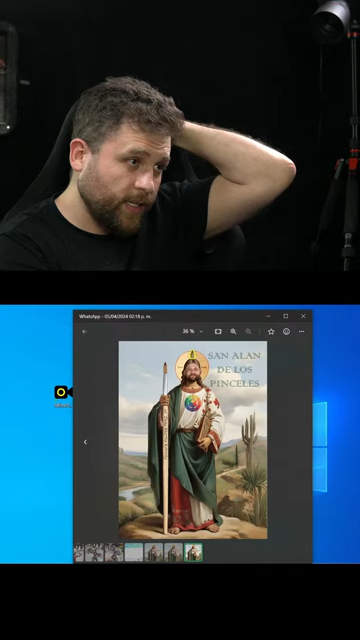 WhatsApp - 05/04/2024 02:18 p. m.
36 %
SAN ALAN
DE LOS
PINCELES